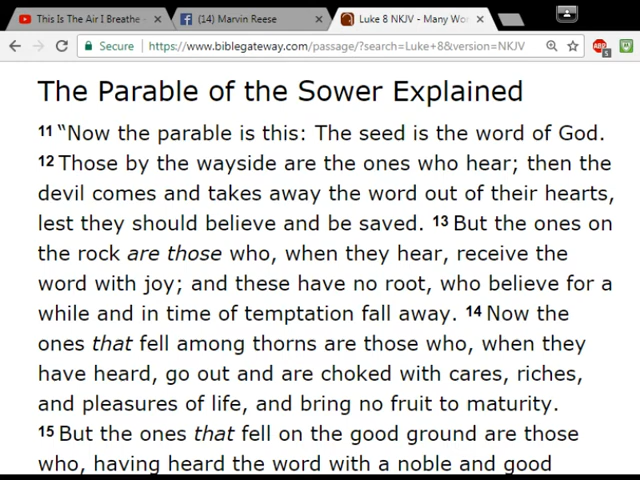 This Is The Air I Breathe -
(14) Marvin Reese
Luke 8 NKJV - Many Wo
Secure
https://www.biblegateway.com/passage/?search=Luke+8&version=NKJV
ABP
5
The Parable of the Sower Explained
11 “Now the parable is this: The seed is the word of God.
12 Those by the wayside are the ones who hear; then the
devil comes and takes away the word out of their hearts,
lest they should believe and be saved. 13 But the ones on
the rock are those who, when they hear, receive the
word with joy; and these have no root, who believe for a
while and in time of temptation fall away. 14 Now the
ones that fell among thorns are those who, when they
have heard, go out and are choked with cares, riches,
and pleasures of life, and bring no fruit to maturity.
15 But the ones that fell on the good ground are those
who, having heard the word with a noble and good